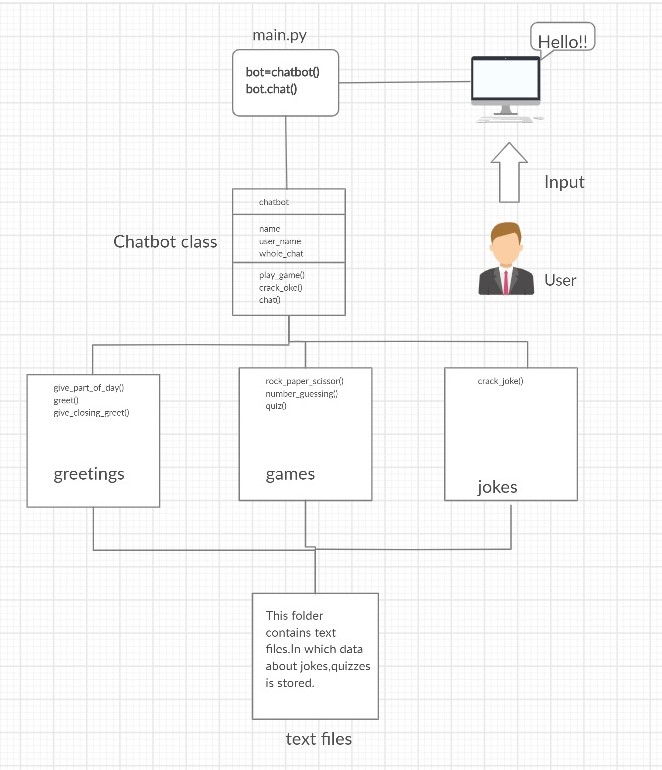 main.py
Hello!!
bot=chatbot()
bot.chat()
Input
chatbot
Chatbot class
name
user_name
whole_chat
play_game()
crack_oke()
chat()
User
give_part_of_day()
greet()
give_closing_greet()
greetings
rock_paper_scissor()
number_guessing()
quiz()
games
crack_joke()
jokes
This folder
contains text
files.In which data
about jokes,quizzes
is stored.
text files